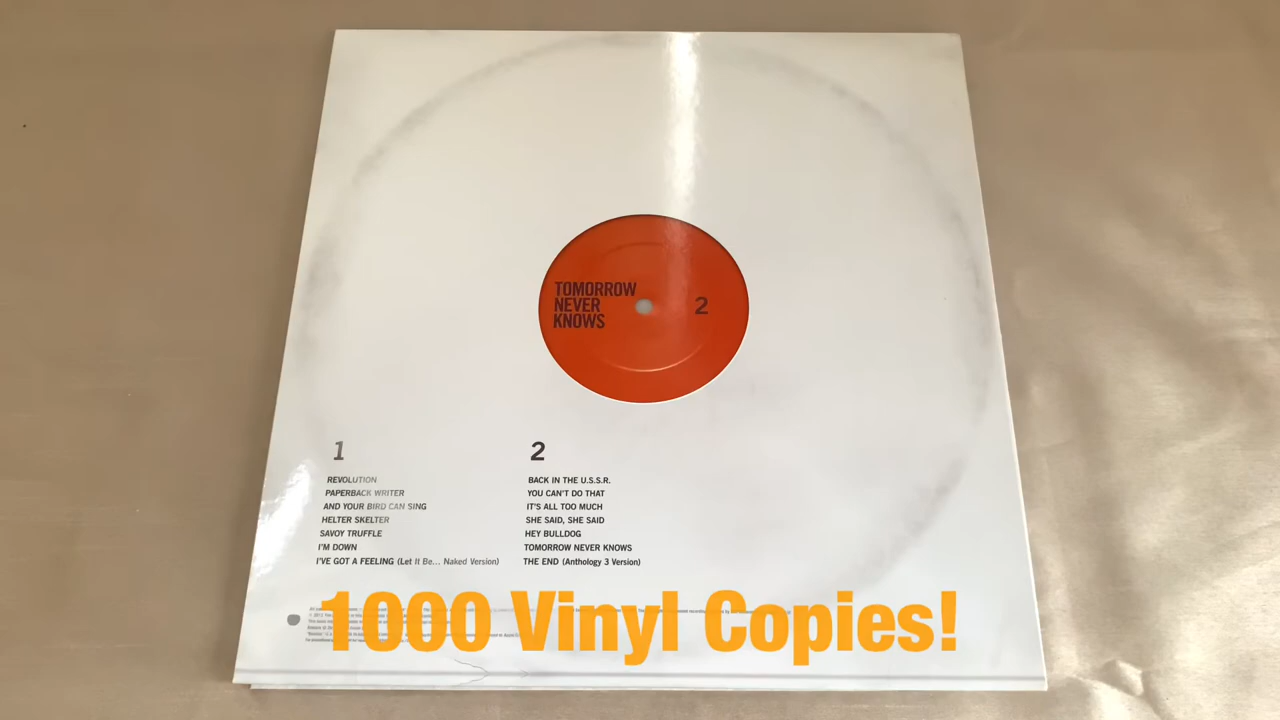 TOMORROW
NEVER
KNOWS
2
1
REVOLUTION
PAPERBACK WRITER
AND YOUR BIRD CAN SING
HELTER SKELTER
SAVOY TRUFFLE
I'M DOWN
I'VE GOT A FEELING (Let It Be... Naked Version)
2
BACK IN THE U.S.S.R.
YOU CAN'T DO THAT
IT'S ALL TOO MUCH
SHE SAID, SHE SAID
HEY BULLDOG
TOMORROW NEVER KNOWS
THE END (Anthology 3 Version)
1000 Vinyl Copies!